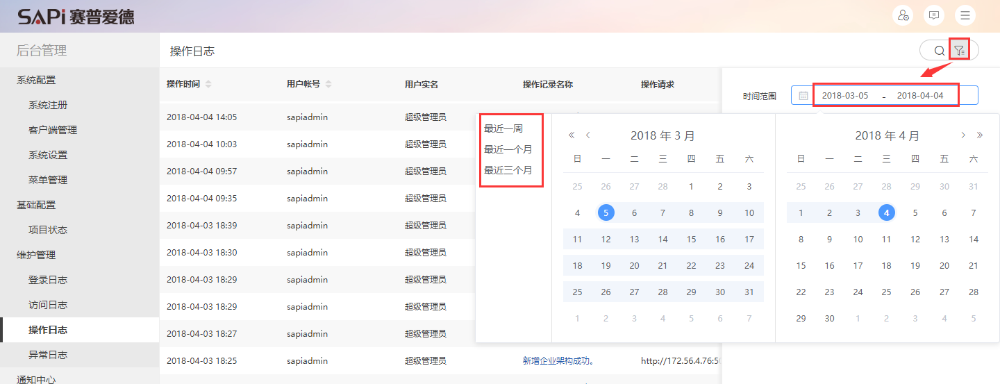 SAPi 赛普爱德
后台管理
操作日志
系统配置
系统注册
客户端管理
系统设置
菜单管理
基础配置
项目状态
维护管理
登录日志
访问日志
操作日志
异常日志
通知中心
操作时间 用户帐号 用户实名 操作记录名称 操作请求
2018-04-04 14:05 sapiadmin 超级管理员
2018-04-04 10:03 sapiadmin 超级管理员
2018-04-04 09:57 sapiadmin 超级管理员
2018-04-04 09:35 sapiadmin 超级管理员
2018-04-03 18:39 sapiadmin 超级管理员
2018-04-03 18:30 sapiadmin 超级管理员
2018-04-03 18:29 sapiadmin 超级管理员
2018-04-03 18:29 sapiadmin 超级管理员
2018-04-03 18:27 sapiadmin 超级管理员
2018-04-03 18:25 sapiadmin 超级管理员 新增企业架构成功。 http://172.56.4.76:50
时间范围 2018-03-05 - 2018-04-04
最近一周
最近一个月
最近三个月
2018 年 3 月
日 一 二 三 四 五 六
25 26 27 28 1 2 3
4 5 6 7 8 9 10
11 12 13 14 15 16 17
18 19 20 21 22 23 24
25 26 27 28 29 30 31
1 2 3 4 5 6 7
2018 年 4 月
日 一 二 三 四 五 六
25 26 27 28 29 30 31
1 2 3 4 5 6 7
8 9 10 11 12 13 14
15 16 17 18 19 20 21
22 23 24 25 26 27 28
29 30 1 2 3 4 5